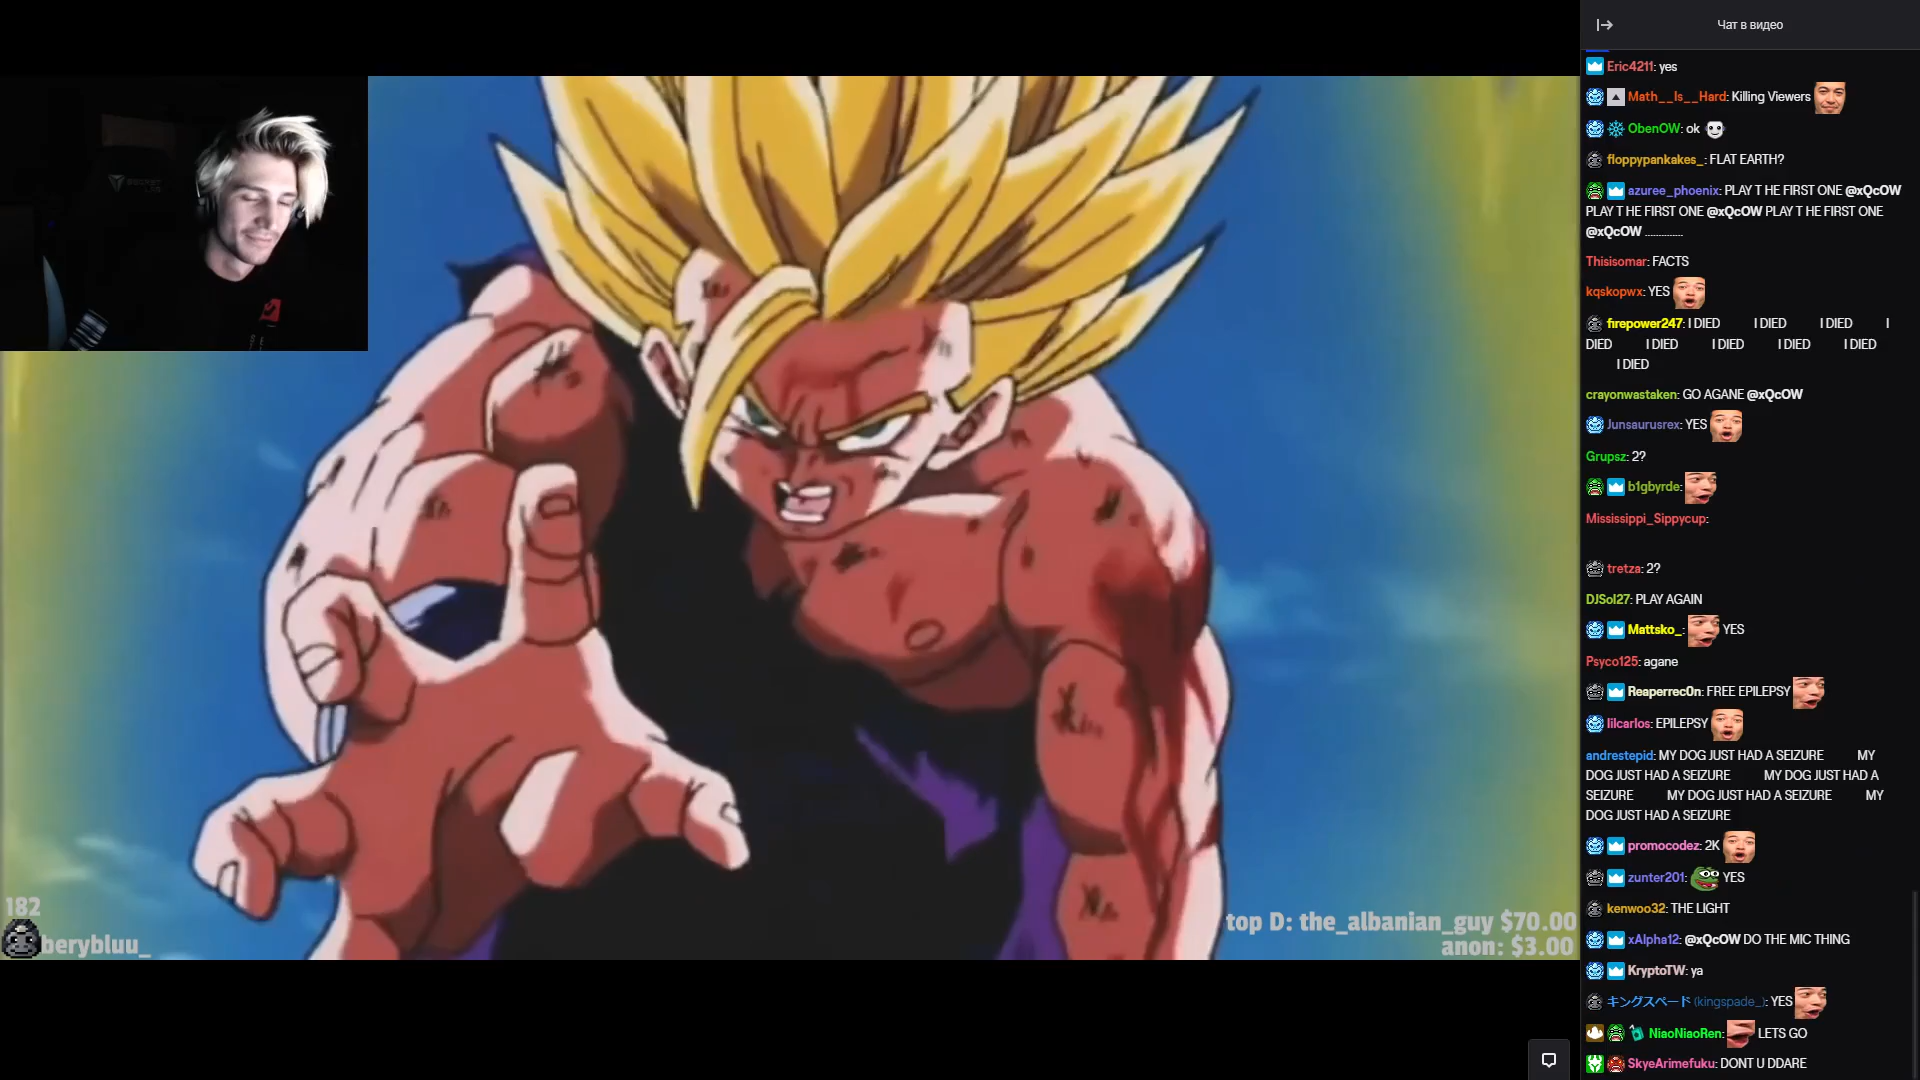 Чат в видео
Eric4211: yes
Math__Is__Hard: Killing Viewers
ObenOW: ok
floppypankakes_: FLAT EARTH?
azuree_phoenix: PLAY T HE FIRST ONE @xQcOW
PLAY T HE FIRST ONE @xQcOW PLAY T HE FIRST ONE
@xQcOW ..............
Thisisomar: FACTS
kqskopwx: YES
firepower247: I DIED I DIED I DIED I
DIED I DIED I DIED I DIED I DIED
I DIED
crayonwastaken: GO AGANE @xQcOW
Junsaurusrex: YES
Grupsz: 2?
b1gbyrde:
Mississippi_Sippycup:
tretza: 2?
DJSol27: PLAY AGAIN
Mattsko_: YES
Psyco125: agane
Reaperrec0n: FREE EPILEPSY
lilcarlos: EPILEPSY
andrestepid: MY DOG JUST HAD A SEIZURE MY
DOG JUST HAD A SEIZURE MY DOG JUST HAD A
SEIZURE MY DOG JUST HAD A SEIZURE MY
DOG JUST HAD A SEIZURE
promocodez: 2K
zunter201: YES
kenwoo32: THE LIGHT
xAlpha12: @xQcOW DO THE MIC THING
KryptoTW: ya
キングスペード (kingspade_): YES
NiaoNiaoRen: LETS GO
SkyeArimefuku: DONT U DDARE
182
berybluu_
top D: the_albanian_guy $70.00
anon: $3.00